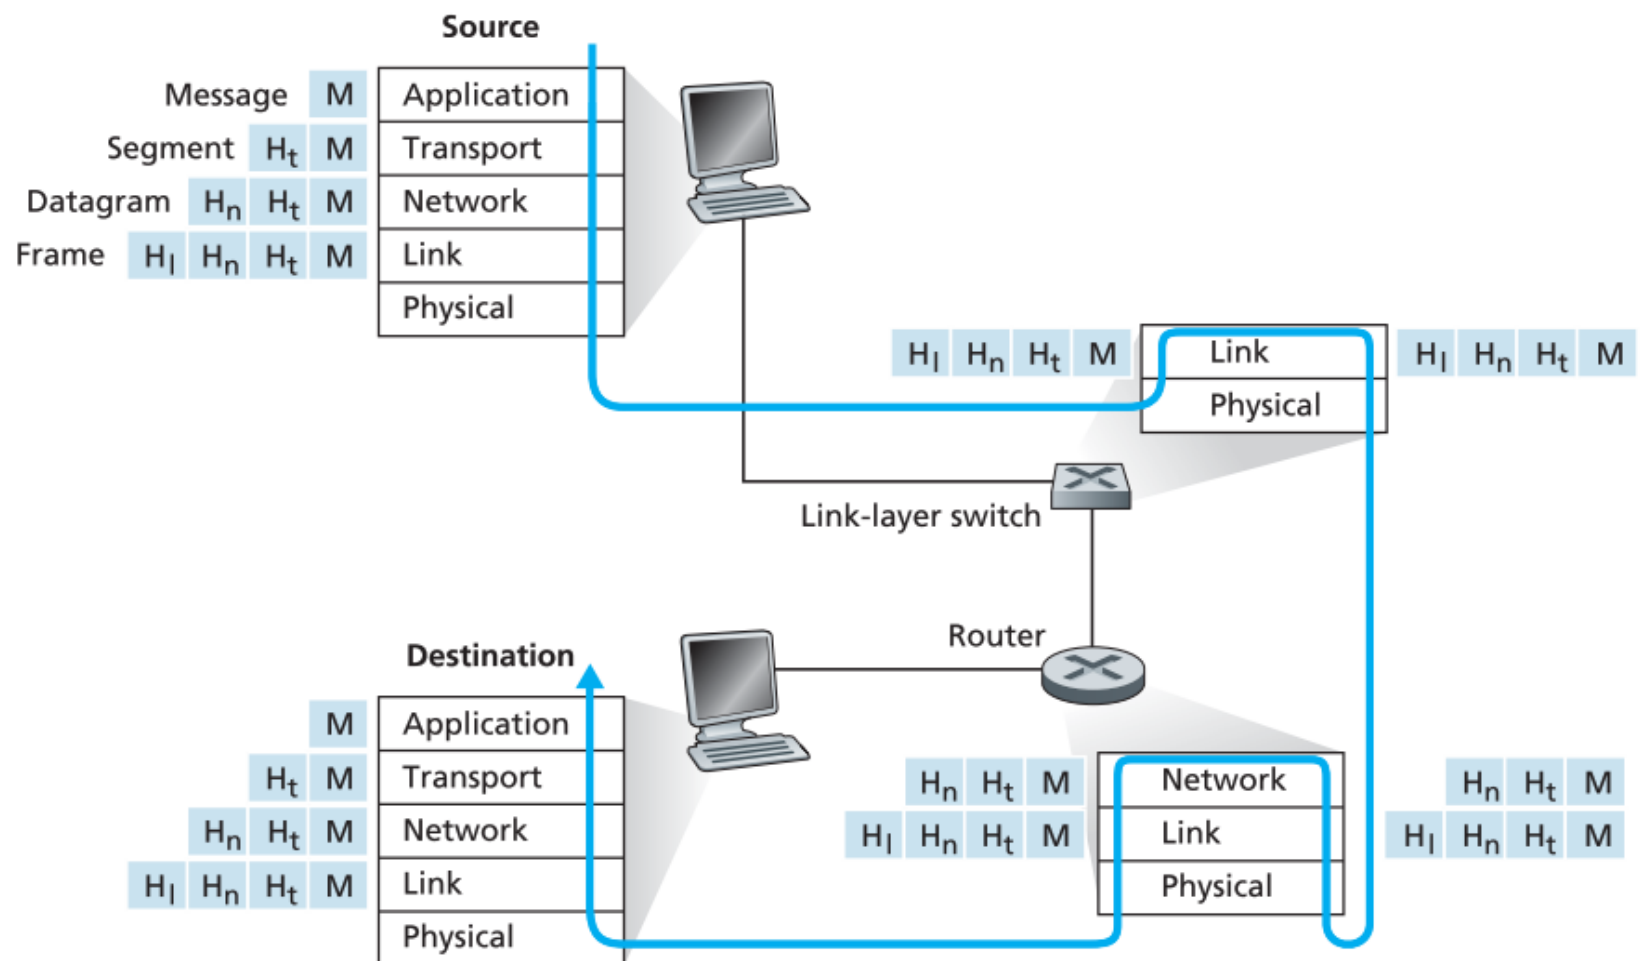 Source
Message M Application
Segment Ht M Transport
Datagram Hn Ht M Network
Frame Hl Hn Ht M Link
Physical
Hl Hn Ht M Link Hl Hn Ht M
Physical
Link-layer switch
Router
Destination
M Application
Ht M Transport
Hn Ht M Network
Hl Hn Ht M Link
Physical
Hn Ht M Network Hn Ht M
Hl Hn Ht M Link Hl Hn Ht M
Physical